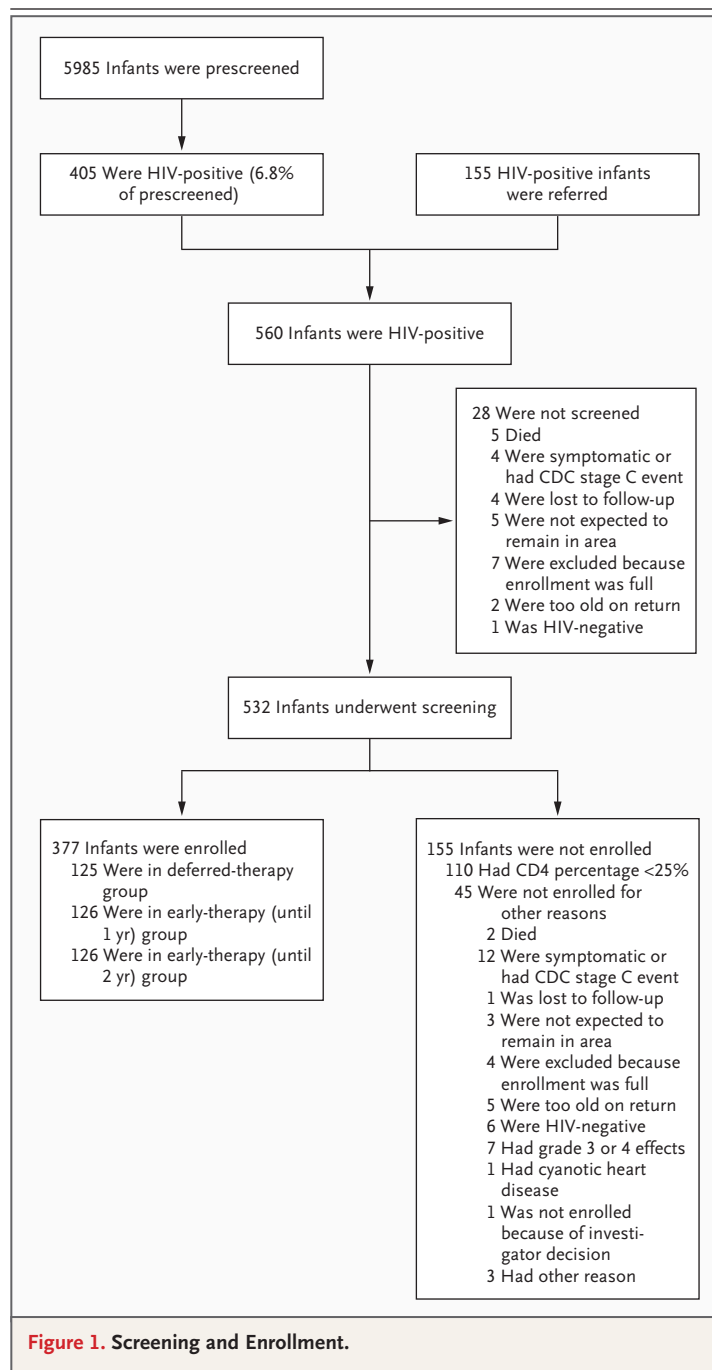 5985 Infants were prescreened
405 Were HIV-positive (6.8%
of prescreened)
155 HIV-positive infants
were referred
560 Infants were HIV-positive
28 Were not screened
5 Died
4 Were symptomatic or
had CDC stage C event
4 Were lost to follow-up
5 Were not expected to
remain in area
7 Were excluded because
enrollment was full
2 Were too old on return
1 Was HIV-negative
532 Infants underwent screening
377 Infants were enrolled
125 Were in deferred-therapy
group
126 Were in early-therapy (until
1 yr) group
126 Were in early-therapy (until
2 yr) group
155 Infants were not enrolled
110 Had CD4 percentage <25%
45 Were not enrolled for
other reasons
2 Died
12 Were symptomatic or
had CDC stage C event
1 Was lost to follow-up
3 Were not expected to
remain in area
4 Were excluded because
enrollment was full
5 Were too old on return
6 Were HIV-negative
7 Had grade 3 or 4 effects
1 Had cyanotic heart
disease
1 Was not enrolled
because of investi-
gator decision
3 Had other reason
Figure 1. Screening and Enrollment.